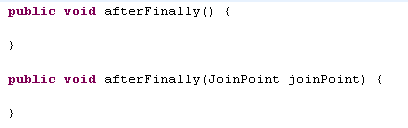 public void afterFinally() {
}
public void afterFinally(JoinPoint joinPoint) {
}